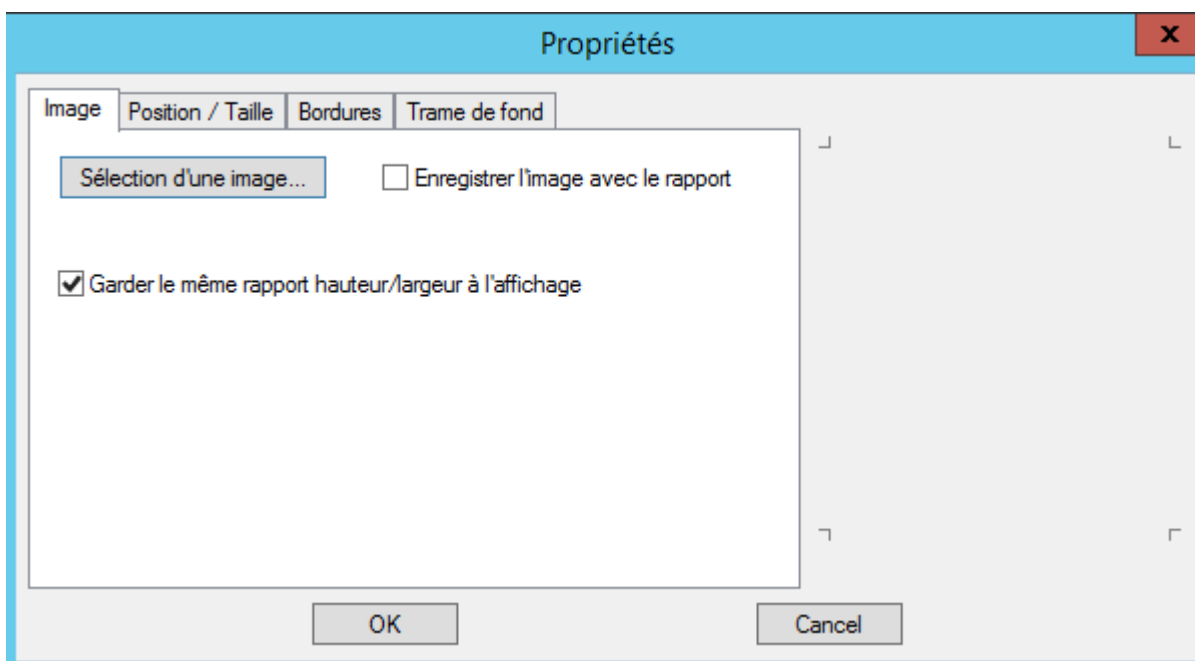 Propriétés
x
Image Position / Taille Bordures Trame de fond
Sélection d'une image... Enregistrer l'image avec le rapport
Garder le même rapport hauteur/largeur à l'affichage
OK Cancel